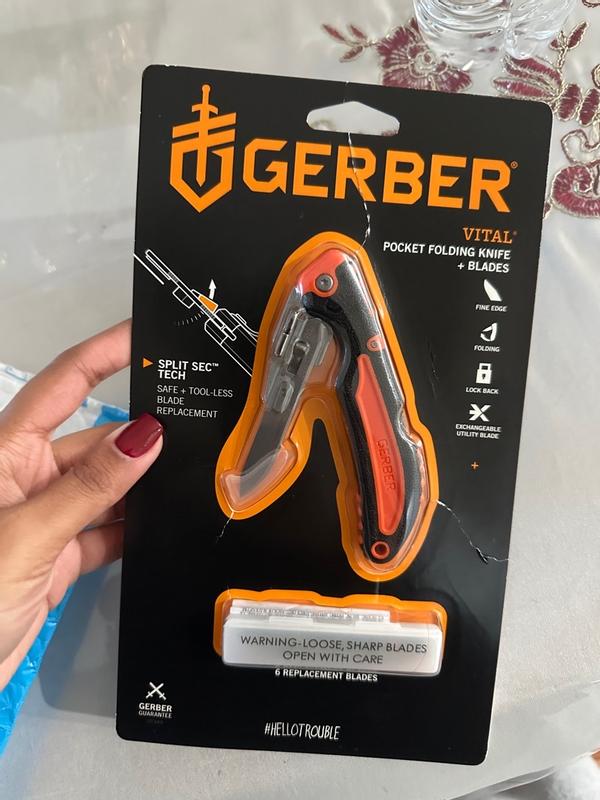 GERBER®
VITAL®
POCKET FOLDING KNIFE
+ BLADES
FINE EDGE
FOLDING
LOCK BACK
EXCHANGEABLE
UTILITY BLADE
SPLIT SEC™
TECH
SAFE + TOOL-LESS
BLADE
REPLACEMENT
GERBER
WARNING-LOOSE, SHARP BLADES
OPEN WITH CARE
6 REPLACEMENT BLADES
GERBER
GUARANTEE
#HELLOTROUBLE